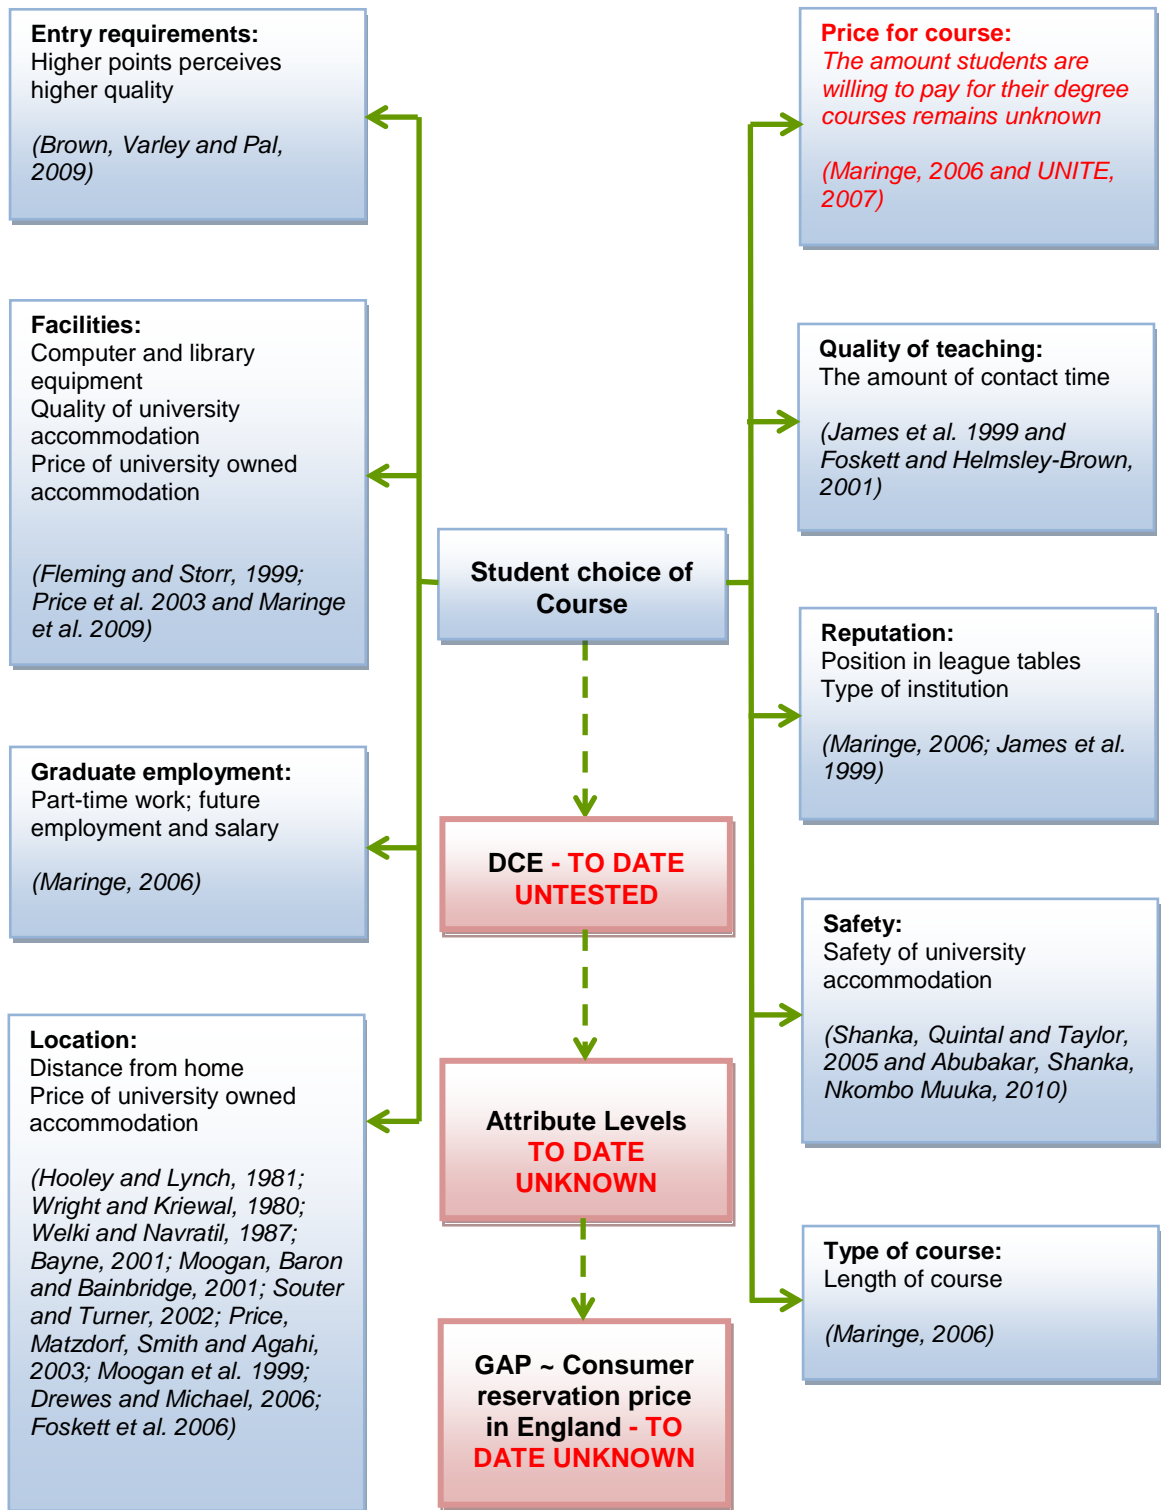 Entry requirements:
Higher points perceives
higher quality
(Brown, Varley and Pal,
2009)
Facilities:
Computer and library
equipment
Quality of university
accommodation
Price of university owned
accommodation
(Fleming and Storr, 1999;
Price et al. 2003 and Maringe
et al. 2009)
Graduate employment:
Part-time work; future
employment and salary
(Maringe, 2006)
Location:
Distance from home
Price of university owned
accommodation
(Hooley and Lynch, 1981;
Wright and Kriewal, 1980;
Welki and Navratil, 1987;
Bayne, 2001; Moogan, Baron
and Bainbridge, 2001; Souter
and Turner, 2002; Price,
Matzdorf, Smith and Agahi,
2003; Moogan et al. 1999;
Drewes and Michael, 2006;
Foskett et al. 2006)
Student choice of
Course
DCE - TO DATE
UNTESTED
Attribute Levels
TO DATE
UNKNOWN
GAP ~ Consumer
reservation price
in England - TO
DATE UNKNOWN
Price for course:
The amount students are
willing to pay for their degree
courses remains unknown
(Maringe, 2006 and UNITE,
2007)
Quality of teaching:
The amount of contact time
(James et al. 1999 and
Foskett and Helmsley-Brown,
2001)
Reputation:
Position in league tables
Type of institution
(Maringe, 2006; James et al.
1999)
Safety:
Safety of university
accommodation
(Shanka, Quintal and Taylor,
2005 and Abubakar, Shanka,
Nkombo Muuka, 2010)
Type of course:
Length of course
(Maringe, 2006)